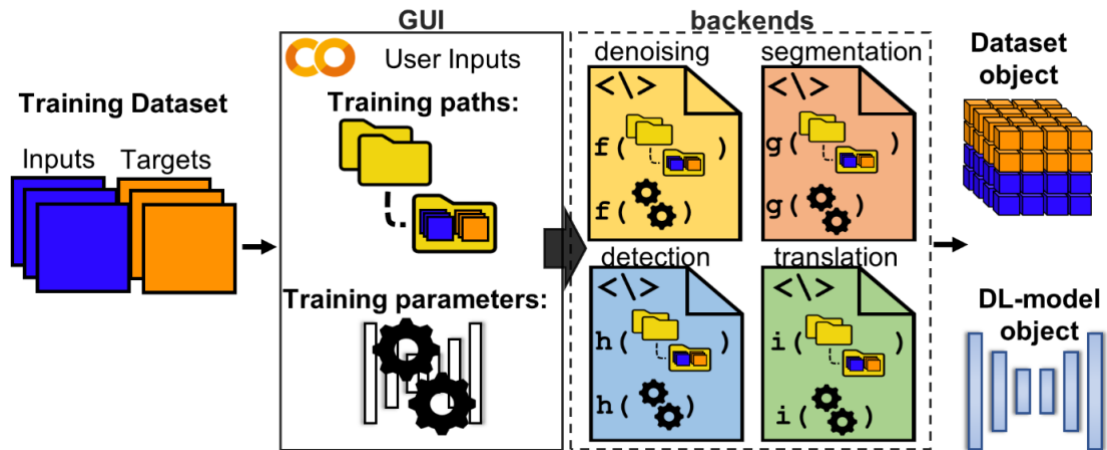 GUI
backends
Training Dataset
Inputs Targets
User Inputs
Training paths:
Training parameters:
denoising
<\>
f( )
f( )
segmentation
<\>
g( )
g( )
detection
<\>
h( )
h( )
translation
<\>
i( )
i( )
Dataset
object
DL-model
object